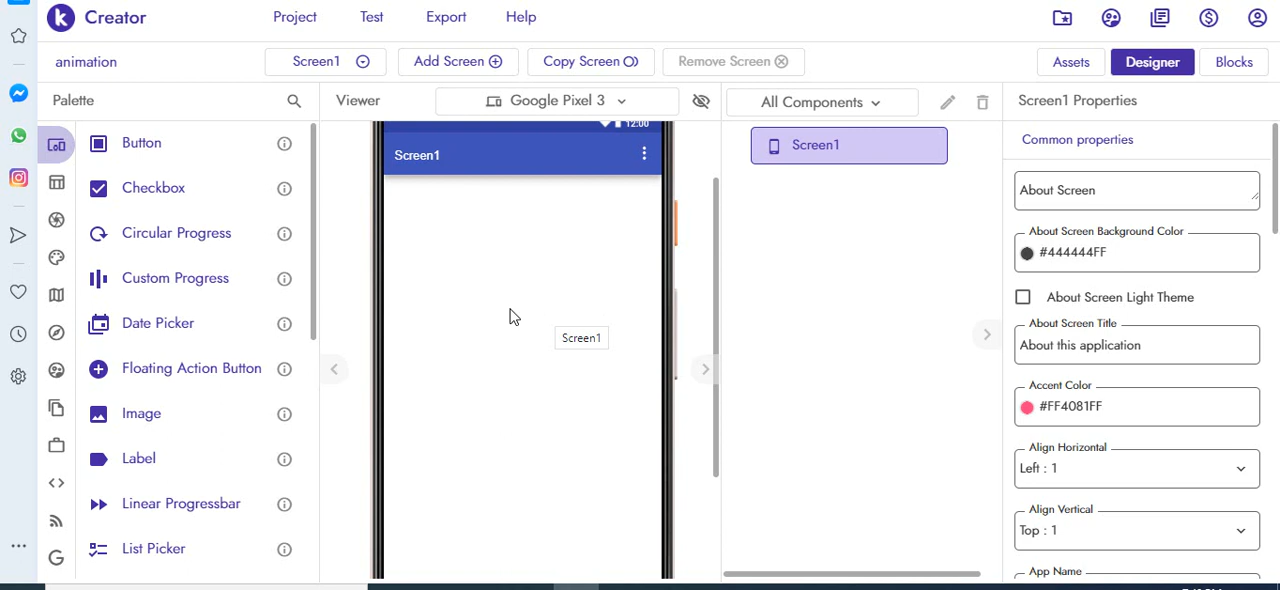 Creator
Project Test Export Help
animation Screen1 Add Screen Copy Screen Remove Screen Assets Designer Blocks
Palette
Viewer Google Pixel 3
All Components
Screen1 Properties
Button
Checkbox
Circular Progress
Custom Progress
Date Picker
Floating Action Button
Image
Label
Linear Progressbar
List Picker
12:00
Screen1
Screen1
Screen1
Common properties
About Screen
About Screen Background Color
#444444FF
About Screen Light Theme
About Screen Title
About this application
Accent Color
#FF4081FF
Align Horizontal
Left : 1
Align Vertical
Top : 1
App Name